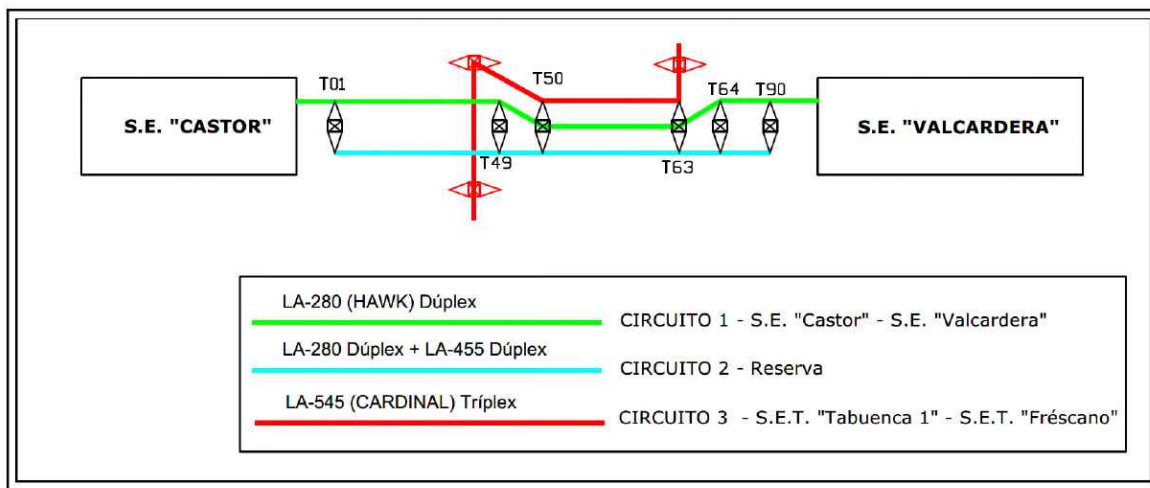 T01
T50
T64
T90
S.E. "CASTOR"
S.E. "VALCARDERA"
T49
T63
LA-280 (HAWK) Dúplex
CIRCUITO 1 - S.E. "Castor" - S.E. "Valcardera"
LA-280 Dúplex + LA-455 Dúplex
CIRCUITO 2 - Reserva
LA-545 (CARDINAL) Tríplex
CIRCUITO 3 - S.E.T. "Tabuenca 1" - S.E.T. "Fréscano"